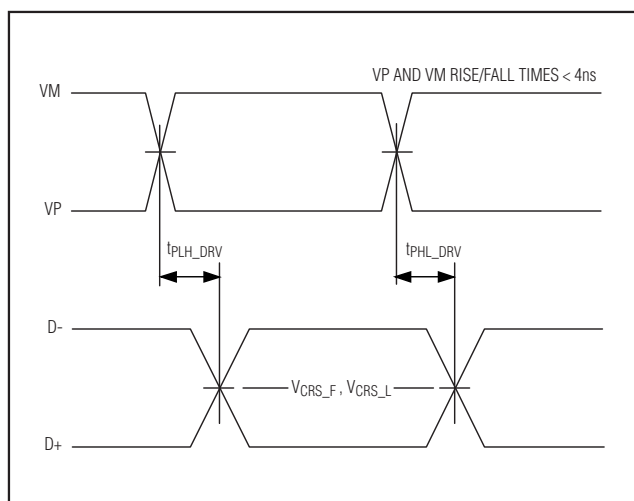 VP AND VM RISE/FALL TIMES < 4ns
VM
VP
tPLH_DRV
tPHL_DRV
D-
VCRS_F , VCRS_L
D+